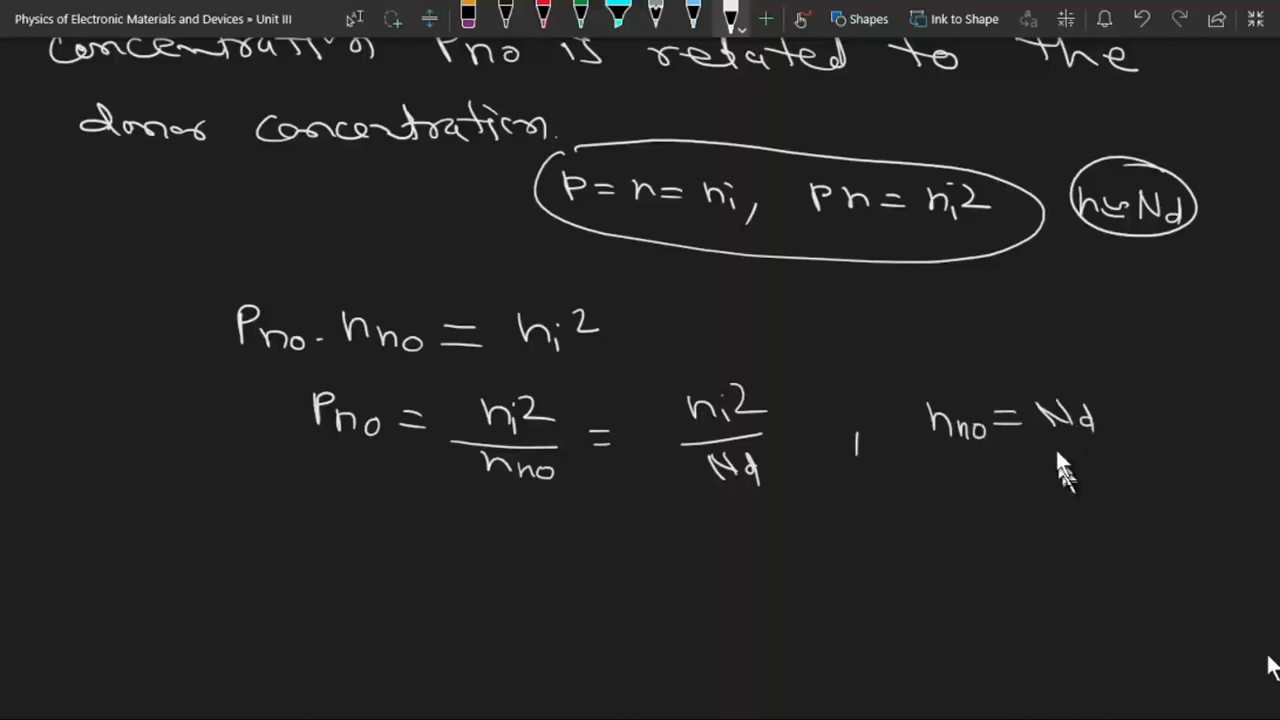 Physics of Electronic Materials and Devices » Unit III
Shapes
Ink to Shape
concentration Pno is related to the
donor concentration.
P = n = ni, Pn = ni2
n ≃ Nd
Pno . nno = ni2
Pno = ni2 / nno = ni2 / Nd , nno = Nd